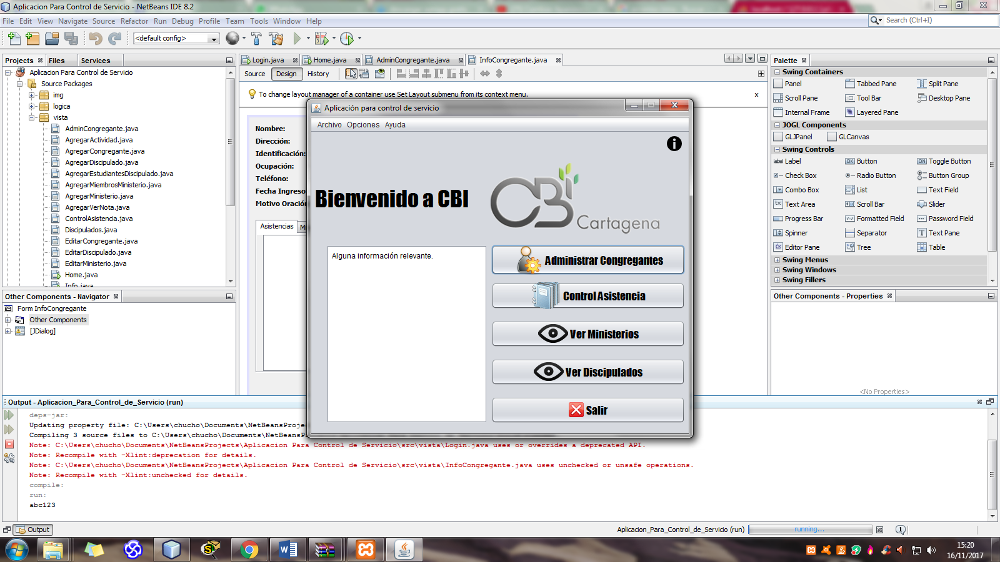 Aplicacion Para Control de Servicio - NetBeans IDE 8.2
File Edit View Navigate Source Refactor Run Debug Profile Team Tools Window Help
Search (Ctrl+I)
<default config>
Projects Files Services
Aplicacion Para Control de Servicio
Source Packages
img
logica
vista
AdminCongregante.java
AgregarActividad.java
AgregarCongregante.java
AgregarDiscipulado.java
AgregarEstudiantesDiscipulado.java
AgregarMiembrosMinisterio.java
AgregarMinisterio.java
AgregarVerNota.java
ControlAsistencia.java
Discipulados.java
EditarCongregante.java
EditarDiscipulado.java
EditarMinisterio.java
Home.java
Info.java
Other Components - Navigator
Form InfoCongregante
Other Components
[JDialog]
Login.java Home.java AdminCongregante.java InfoCongregante.java
Source Design History
To change layout manager of a container use Set Layout submenu from its context menu. x
Nombre:
Dirección:
Identificación:
Ocupación:
Teléfono:
Fecha Ingreso
Motivo Oración
Asistencias
Aplicación para control de servicio
Archivo Opciones Ayuda
Bienvenido a CBI
CBi
Cartagena
Alguna información relevante.
Administrar Congregantes
Control Asistencia
Ver Ministerios
Ver Discipulados
Salir
Palette
Swing Containers
Panel Tabbed Pane Split Pane
Scroll Pane Tool Bar Desktop Pane
Internal Frame Layered Pane
JOGL Components
GLJPanel GLCanvas
Swing Controls
Label Button Toggle Button
Check Box Radio Button Button Group
Combo Box List Text Field
Text Area Scroll Bar Slider
Progress Bar Formatted Field Password Field
Spinner Separator Text Pane
Editor Pane Tree Table
Swing Menus
Swing Windows
Swing Fillers
Other Components - Properties
<No Properties>
Output - Aplicacion_Para_Control_de_Servicio (run)
deps-jar:
Updating property file: C:\Users\chucho\Documents\NetBeansProjec
Compiling 3 source files to C:\Users\chucho\Documents\NetBeansProjec
Note: C:\Users\chucho\Documents\NetBeansProjects\Aplicacion Para Control de Servicio\src\vista\Login.java uses or overrides a deprecated API.
Note: Recompile with -Xlint:deprecation for details.
Note: C:\Users\chucho\Documents\NetBeansProjects\Aplicacion Para Control de Servicio\src\vista\InfoCongregante.java uses unchecked or unsafe operations.
Note: Recompile with -Xlint:unchecked for details.
compile:
run:
abc123
Output
Aplicacion_Para_Control_de_Servicio (run) running...
15:20
16/11/2017